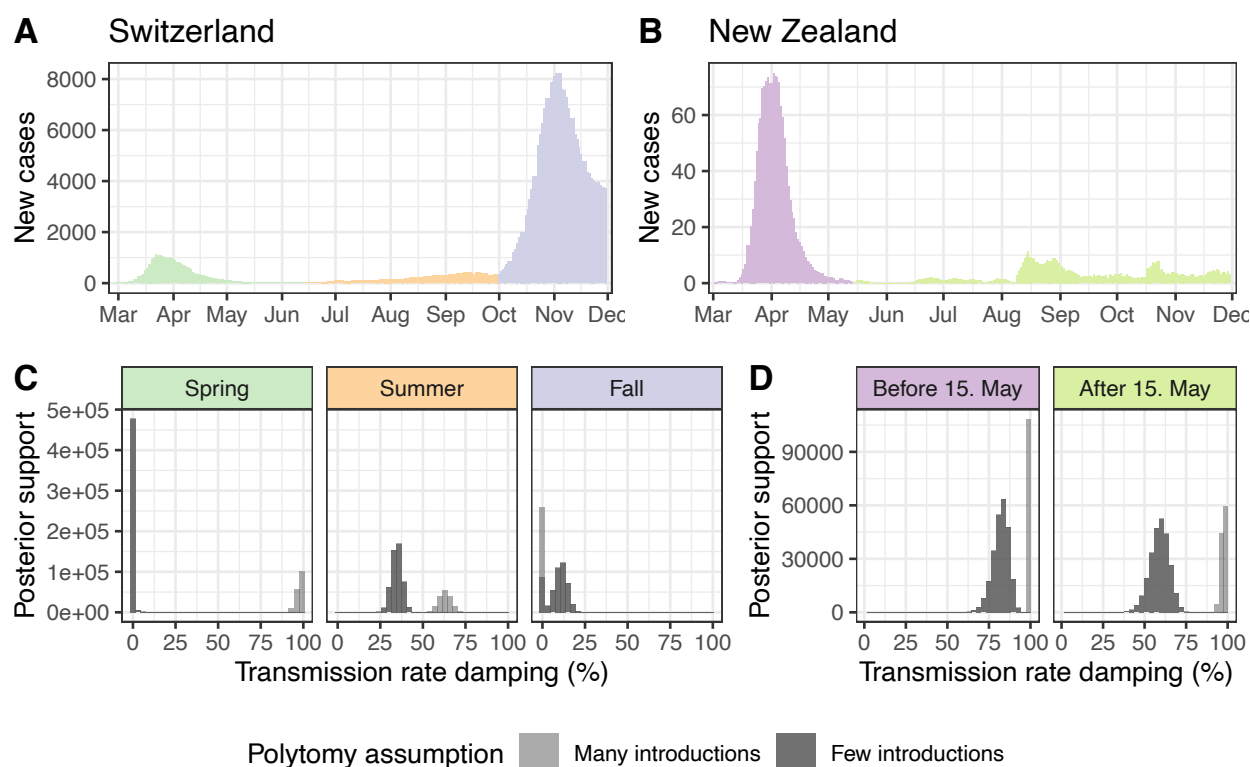 A Switzerland
B New Zealand
New cases
8000
6000
4000
2000
0
Mar Apr May Jun Jul Aug Sep Oct Nov Dec
New cases
60
40
20
0
Mar Apr May Jun Jul Aug Sep Oct Nov Dec
C
Spring Summer Fall
Posterior support
5e+05
4e+05
3e+05
2e+05
1e+05
0e+00
0 25 50 75 100 0 25 50 75 100 0 25 50 75 100
Transmission rate damping (%)
D
Before 15. May After 15. May
Posterior support
90000
60000
30000
0
0 25 50 75 100 0 25 50 75 100
Transmission rate damping (%)
Polytomy assumption Many introductions Few introductions